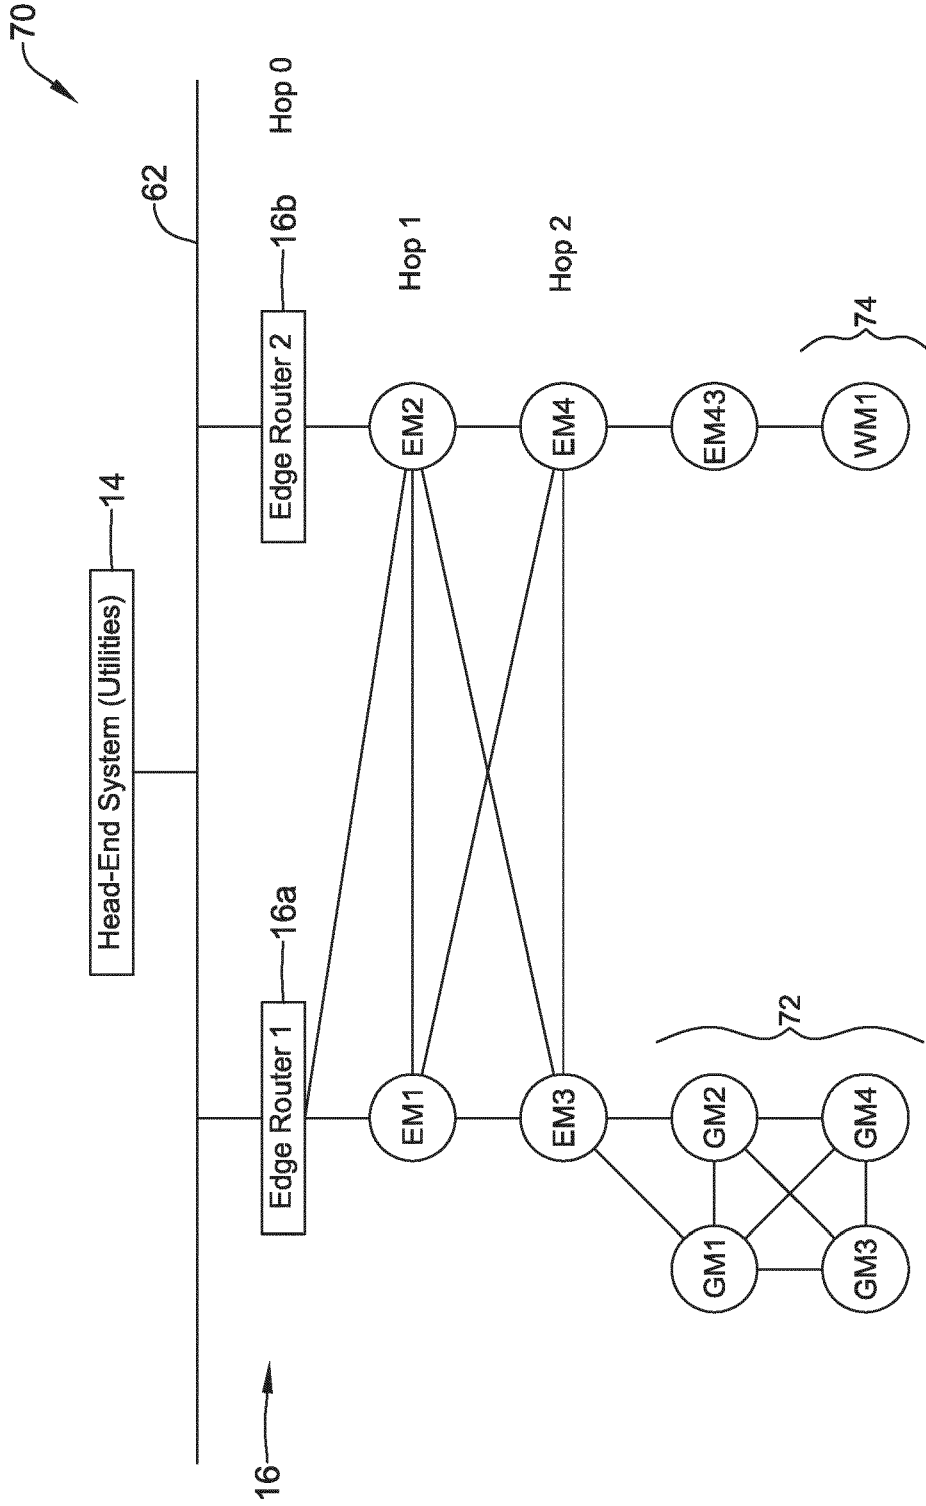 70
14
Head-End System (Utilities)
62
16
Edge Router 1
16a
Edge Router 2
16b
Hop 0
EM1
EM2
Hop 1
EM3
EM4
Hop 2
GM1
GM2
EM43
72
GM3
GM4
WM1
74